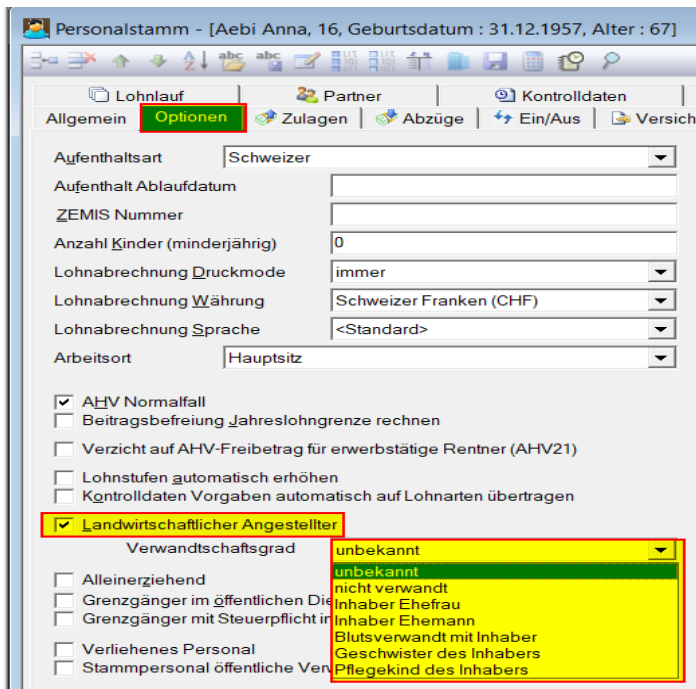 Personalstamm - [Aebi Anna, 16, Geburtsdatum : 31.12.1957, Alter : 67]
Lohnlauf Partner Kontrolldaten
Allgemein Optionen Zulagen Abzüge Ein/Aus Versich
Aufenthaltsart Schweizer
Aufenthalt Ablaufdatum
ZEMIS Nummer
Anzahl Kinder (minderjährig) 0
Lohnabrechnung Druckmode immer
Lohnabrechnung Währung Schweizer Franken (CHF)
Lohnabrechnung Sprache <Standard>
Arbeitsort Hauptsitz
AHV Normalfall
Beitragsbefreiung Jahreslohngrenze rechnen
Verzicht auf AHV-Freibetrag für erwerbstätige Rentner (AHV21)
Lohnstufen automatisch erhöhen
Kontrolldaten Vorgaben automatisch auf Lohnarten übertragen
Landwirtschaftlicher Angestellter
Verwandtschaftsgrad unbekannt
unbekannt
nicht verwandt
Inhaber Ehefrau
Inhaber Ehemann
Blutsverwandt mit Inhaber
Geschwister des Inhabers
Pflegekind des Inhabers
Alleinerziehend
Grenzgänger im öffentlichen Die
Grenzgänger mit Steuerpflicht in
Verliehenes Personal
Stammpersonal öffentliche Ver